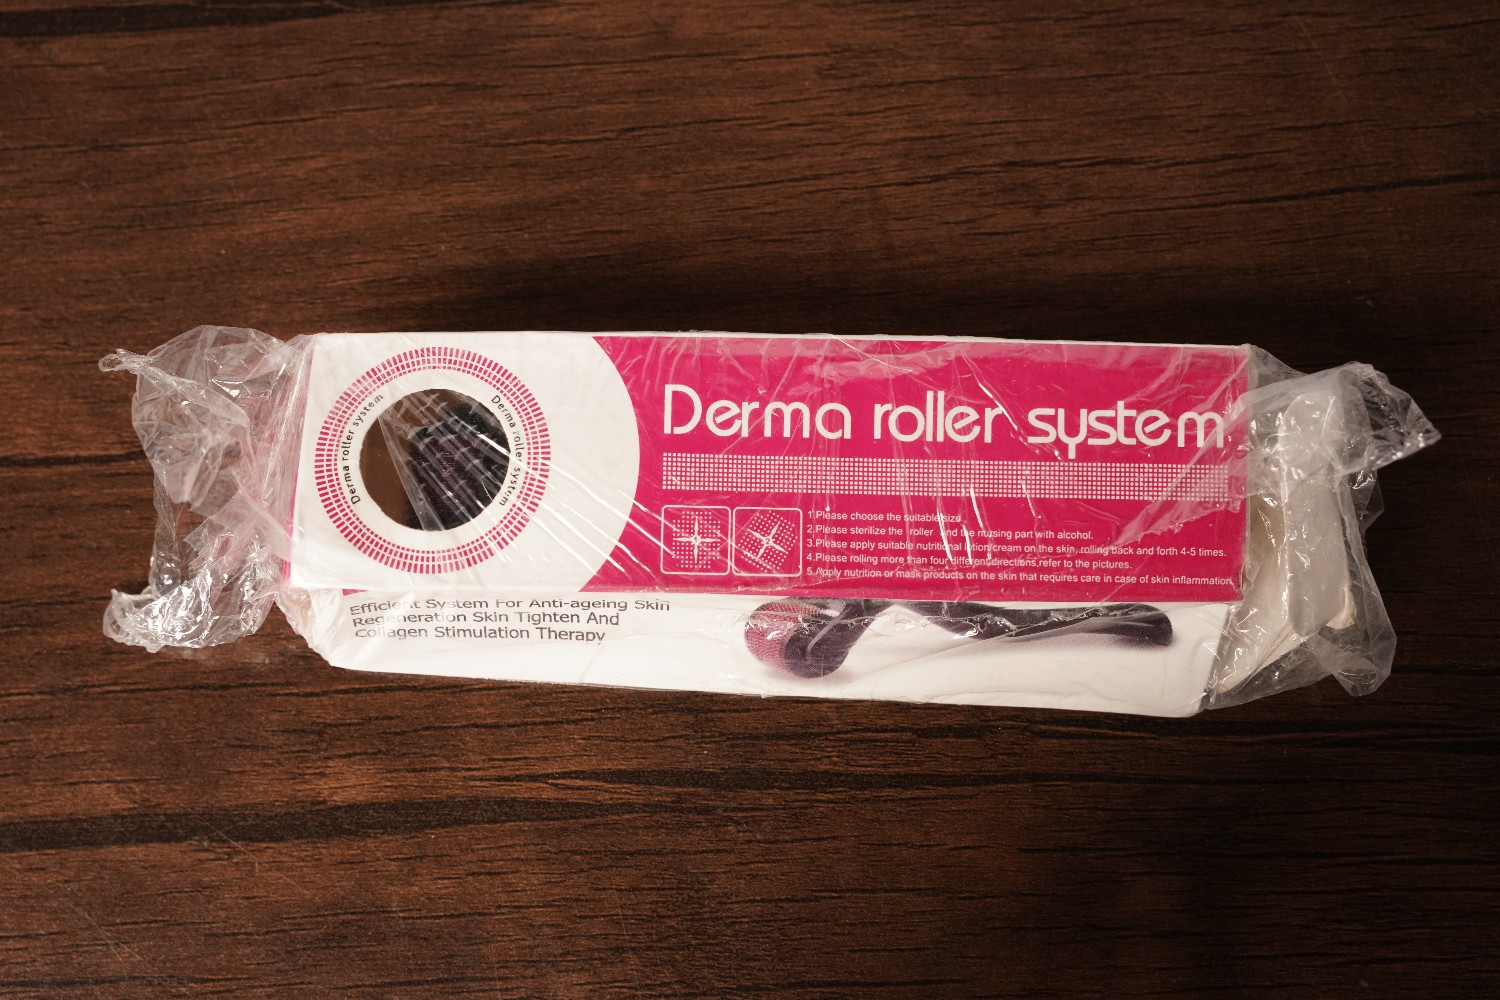 Derma roller system
Derma roller system
Derma roller system
1.Please choose the suitable size
2.Please sterilize the roller and the nusing part with alcohol.
3.Please apply suitable nutritional lotion/cream on the skin, rolling back and forth 4-5 times.
4.Please rolling more than four different directions,refer to the pictures.
5.Apply nutrition or mask products on the skin that requires care in case of skin inflammation
Efficient System For Anti-ageing Skin
Regeneration Skin Tighten And
Collagen Stimulation Therapy